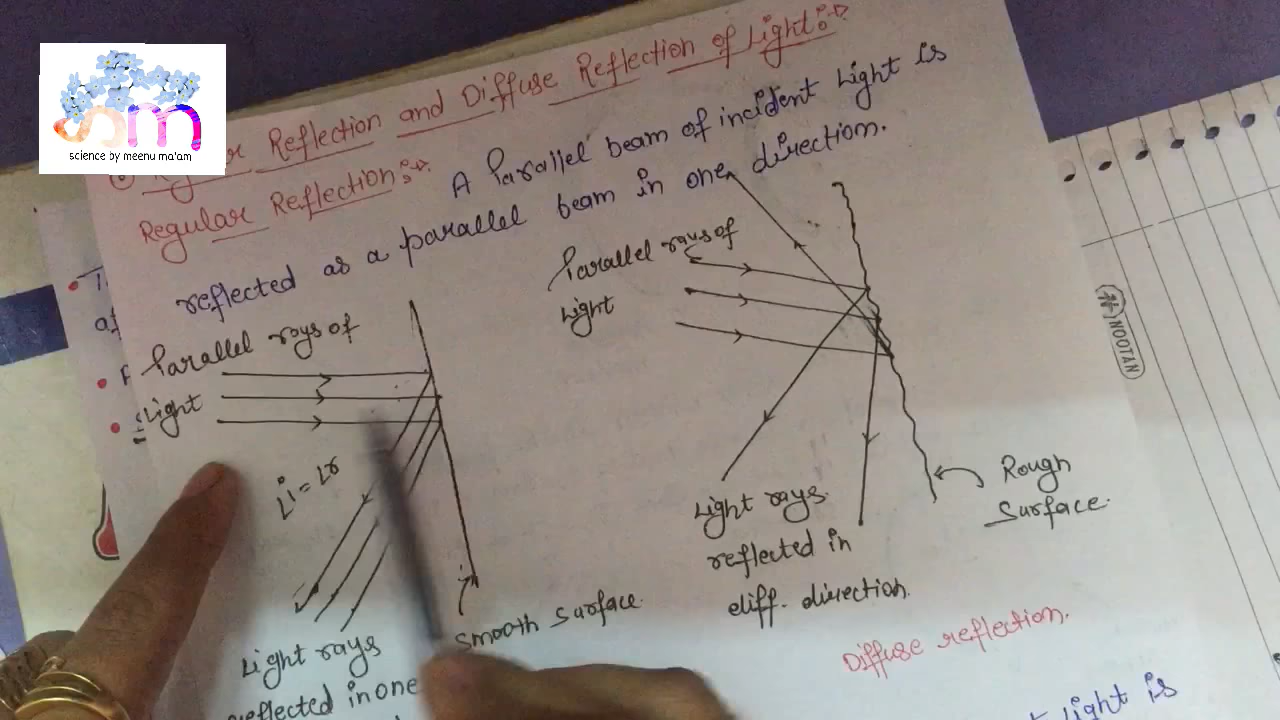 science by meenu ma'am
Reflection and Diffuse Reflection of Light:-
Regular Reflection:- A Parallel beam of incident Light is
reflected as a parallel beam in one direction.
Parallel rays of
Light
Parallel rays of
Light
∠i = ∠r
Smooth Surface
Light rays
reflected in one
Light rays
reflected in
diff. direction.
Rough
Surface.
Diffuse reflection.
Light is
NOOTAN